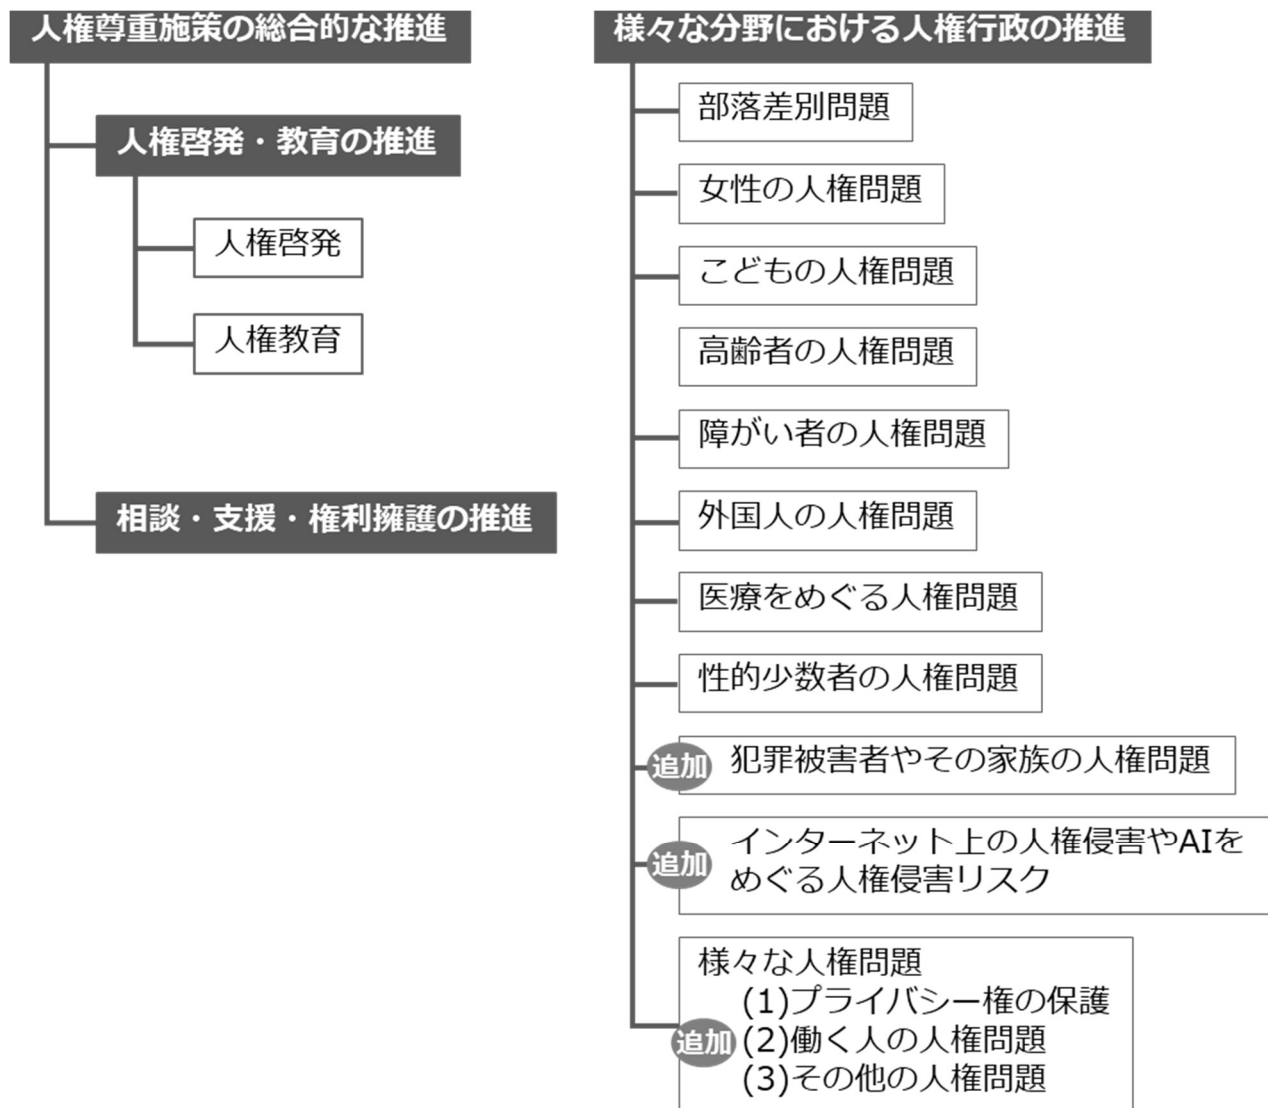 人権尊重施策の総合的な推進
人権啓発・教育の推進
人権啓発
人権教育
相談・支援・権利擁護の推進
様々な分野における人権行政の推進
部落差別問題
女性の人権問題
こどもの人権問題
高齢者の人権問題
障がい者の人権問題
外国人の人権問題
医療をめぐる人権問題
性的少数者の人権問題
追加 犯罪被害者やその家族の人権問題
追加 インターネット上の人権侵害やAIを
めぐる人権侵害リスク
様々な人権問題
(1)プライバシー権の保護
追加 (2)働く人の人権問題
(3)その他の人権問題